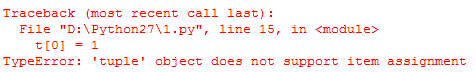 Traceback (most recent call last):
  File "D:\Python27\1.py", line 15, in <module>
    t[0] = 1
TypeError: 'tuple' object does not support item assignment